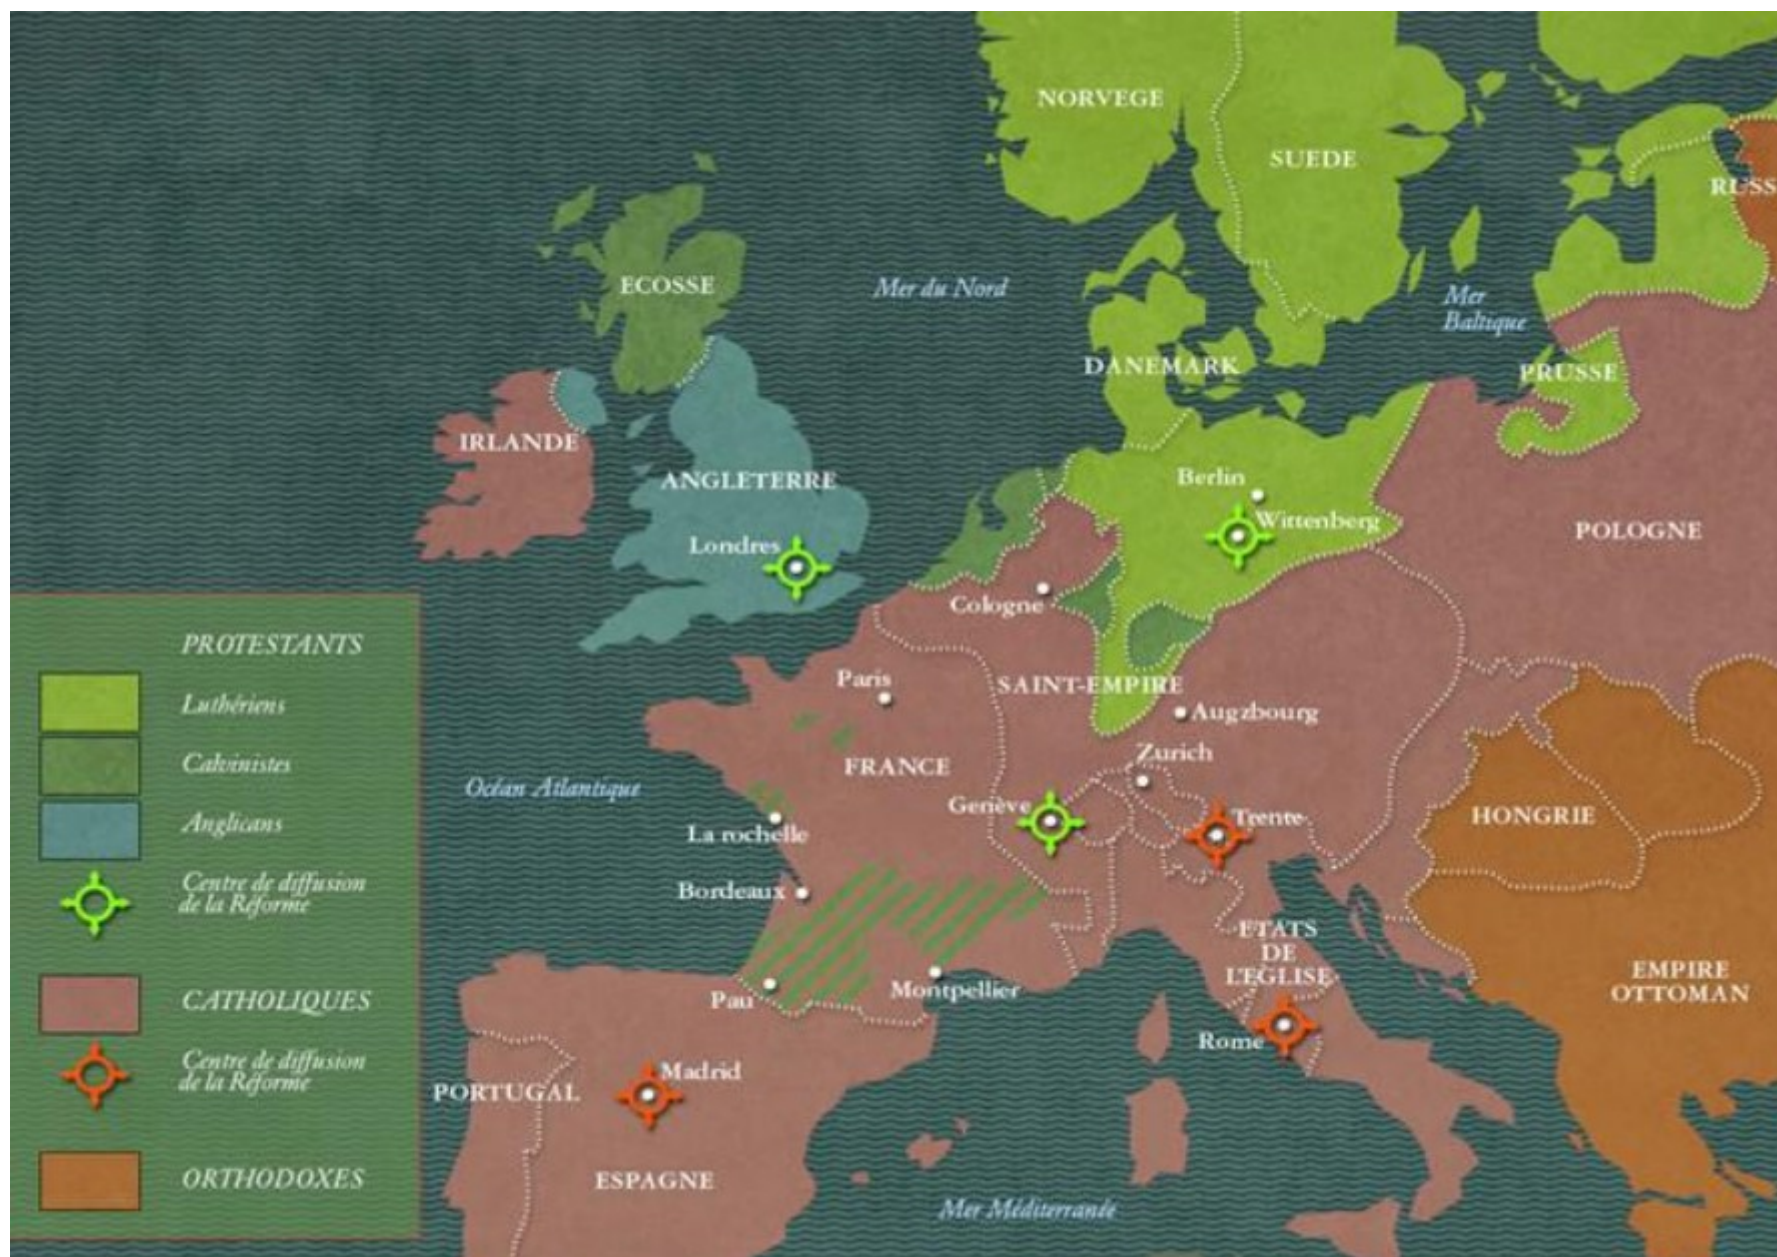 NORVEGE
SUEDE
RUSS
ECOSSE
Mer du Nord
Mer
Baltique
DANEMARK
PRUSSE
IRLANDE
ANGLETERRE
Berlin
Wittenberg
POLOGNE
Londres
Cologne
PROTESTANTS
Luthériens
Calvinistes
Anglicans
Centre de diffusion
de la Réforme
CATHOLIQUES
Centre de diffusion
de la Réforme
ORTHODOXES
Paris
SAINT-EMPIRE
Augzbourg
Zurich
FRANCE
Océan Atlantique
Geriève
Trente
HONGRIE
La rochelle
Bordeaux
ETATS
DE
L'EGLISE
EMPIRE
OTTOMAN
Pau
Montpellier
Rome
Madrid
PORTUGAL
ESPAGNE
Mer Méditerranée